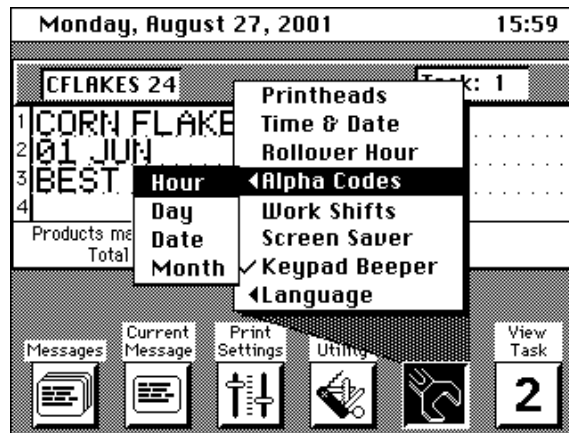 Monday, August 27, 2001 15:59
CFLAKES 24
Task: 1
1 CORN FLAKE
2 01 JUN
3 BEST
4
Products ma
Total
Printheads
Time & Date
Rollover Hour
Alpha Codes
Work Shifts
Screen Saver
✓ Keypad Beeper
Language
Hour
Day
Date
Month
Messages
Current
Message
Print
Settings
Utility
View
Task
2